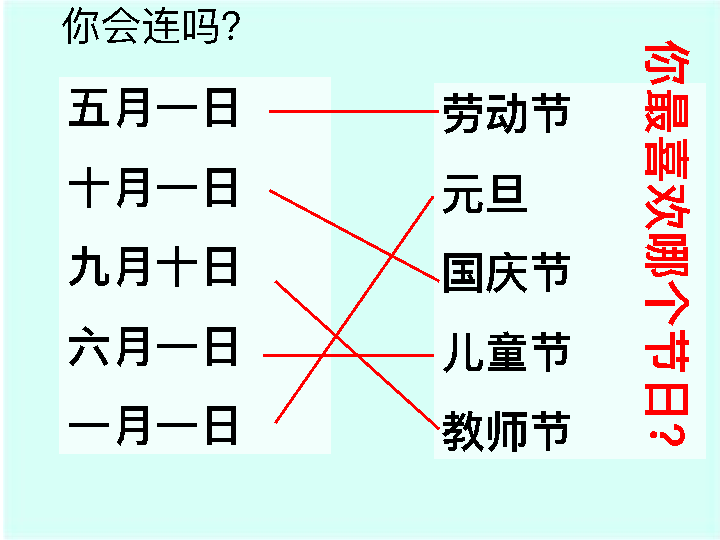 你会连吗?
五月一日
十月一日
九月十日
六月一日
一月一日
劳动节
元旦
国庆节
儿童节
教师节
你最喜欢哪个节日?